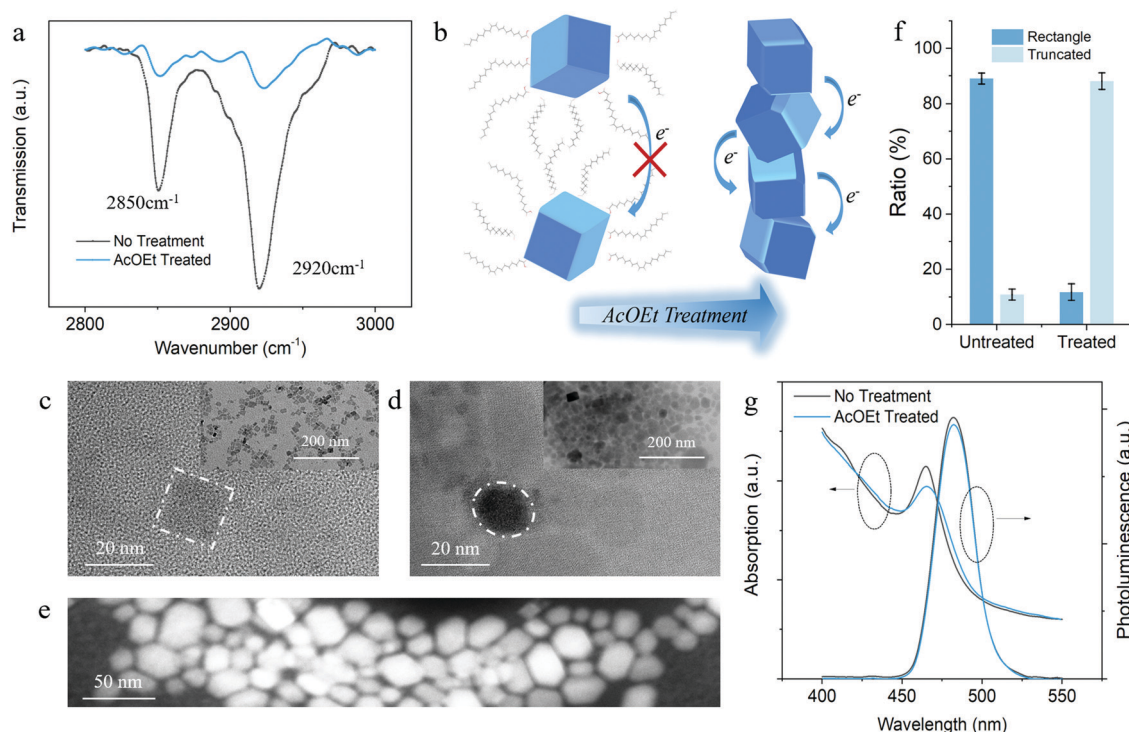 a
Transmission (a.u.)
2850cm⁻¹
2920cm⁻¹
No Treatment
AcOEt Treated
2800
2900
3000
Wavenumber (cm⁻¹)
b
e⁻
e⁻
e⁻
e⁻
AcOEt Treatment
f
Rectangle
Truncated
Ratio (%)
100
80
60
40
20
0
Untreated
Treated
c
200 nm
20 nm
d
200 nm
20 nm
e
50 nm
g
No Treatment
AcOEt Treated
Absorption (a.u.)
Photoluminescence (a.u.)
400
450
500
550
Wavelength (nm)